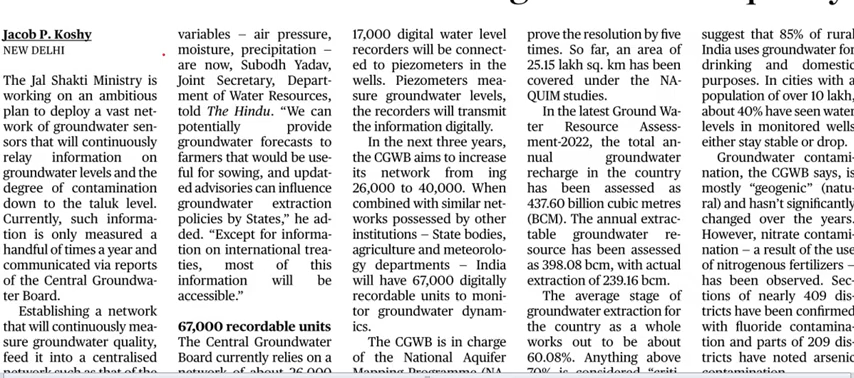 Jacob P. Koshy
NEW DELHI
The Jal Shakti Ministry is
working on an ambitious
plan to deploy a vast net-
work of groundwater sen-
sors that will continuously
relay information on
groundwater levels and the
degree of contamination
down to the taluk level.
Currently, such informa-
tion is only measured a
handful of times a year and
communicated via reports
of the Central Groundwa-
ter Board.
Establishing a network
that will continuously mea-
sure groundwater quality,
feed it into a centralised
network such as that of the
variables – air pressure,
moisture, precipitation –
are now, Subodh Yadav,
Joint Secretary, Depart-
ment of Water Resources,
told The Hindu. “We can
potentially provide
groundwater forecasts to
farmers that would be use-
ful for sowing, and updat-
ed advisories can influence
groundwater extraction
policies by States,” he ad-
ded. “Except for informa-
tion on international trea-
ties, most of this
information will be
accessible.”
67,000 recordable units
The Central Groundwater
Board currently relies on a
network of about 26,000
17,000 digital water level
recorders will be connect-
ed to piezometers in the
wells. Piezometers mea-
sure groundwater levels,
the recorders will transmit
the information digitally.
In the next three years,
the CGWB aims to increase
its network from ing
26,000 to 40,000. When
combined with similar net-
works possessed by other
institutions – State bodies,
agriculture and meteorolo-
gy departments – India
will have 67,000 digitally
recordable units to moni-
tor groundwater dynam-
ics.
The CGWB is in charge
of the National Aquifer
Mapping Programme (NA-
prove the resolution by five
times. So far, an area of
25.15 lakh sq. km has been
covered under the NA-
QUIM studies.
In the latest Ground Wa-
ter Resource Assess-
ment-2022, the total an-
nual groundwater
recharge in the country
has been assessed as
437.60 billion cubic metres
(BCM). The annual extrac-
table groundwater re-
source has been assessed
as 398.08 bcm, with actual
extraction of 239.16 bcm.
The average stage of
groundwater extraction for
the country as a whole
works out to be about
60.08%. Anything above
70% is considered “criti-
suggest that 85% of rural
India uses groundwater for
drinking and domestic
purposes. In cities with a
population of over 10 lakh,
about 40% have seen water
levels in monitored wells
either stay stable or drop.
Groundwater contami-
nation, the CGWB says, is
mostly “geogenic” (natu-
ral) and hasn’t significantly
changed over the years.
However, nitrate contami-
nation – a result of the use
of nitrogenous fertilizers –
has been observed. Sec-
tions of nearly 409 dis-
tricts have been confirmed
with fluoride contamina-
tion and parts of 209 dis-
tricts have noted arsenic
contamination.